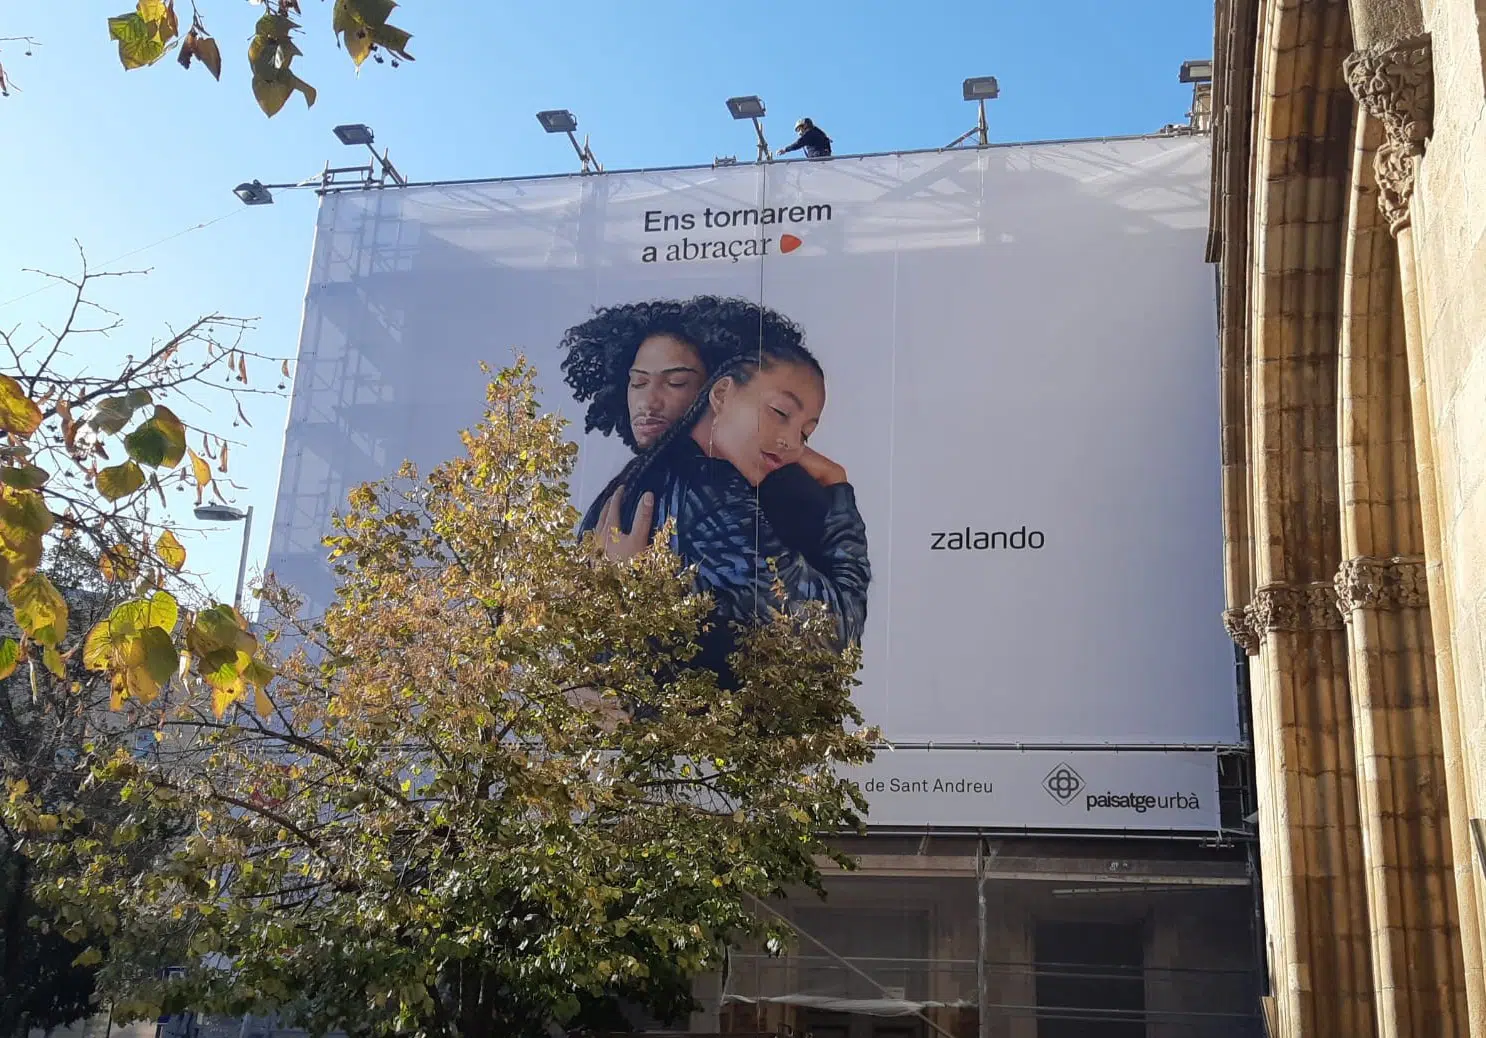 Ens tornarem
a abraçar
zalando
de Sant Andreu
paisatgeurbà